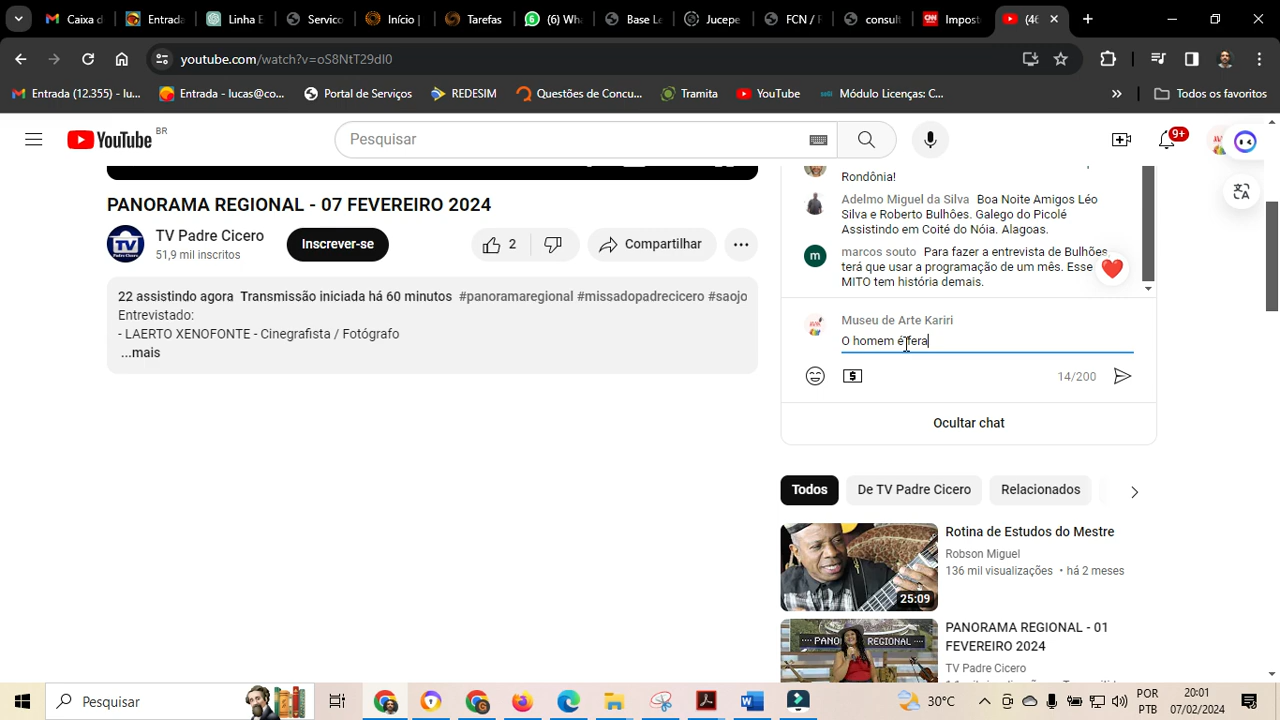 Caixa d
Entrada
Linha E
Servico
Início |
Tarefas
(6) Wha
Base Le
Jucepe
FCN / R
consult
CNN Impost
(46
youtube.com/watch?v=oS8NtT29dI0
Entrada (12.355) - lu...
Entrada - lucas@co...
Portal de Serviços
REDESIM
Questões de Concu...
Tramita
YouTube
Módulo Licenças: C...
»
Todos os favoritos
YouTube BR
Pesquisar
9+
PANORAMA REGIONAL - 07 FEVEREIRO 2024
TV Padre Cicero
51,9 mil inscritos
Inscrever-se
2
Compartilhar
22 assistindo agora Transmissão iniciada há 60 minutos #panoramaregional #missadopadrecicero #saojo
Entrevistado:
- LAERTO XENOFONTE - Cinegrafista / Fotógrafo
...mais
Rondônia!
Adelmo Miguel da Silva Boa Noite Amigos Léo
Silva e Roberto Bulhões. Galego do Picolé
Assistindo em Coité do Nóia. Alagoas.
m
marcos souto Para fazer a entrevista de Bulhões,
terá que usar a programação de um mês. Esse
MITO tem história demais.
Museu de Arte Kariri
O homem é fera
14/200
Ocultar chat
Todos
De TV Padre Cicero
Relacionados
Rotina de Estudos do Mestre
Robson Miguel
136 mil visualizações • há 2 meses
25:09
PANORAMA REGIONAL - 01
FEVEREIRO 2024
TV Padre Cicero
PANO REGIONAL
Pesquisar
30°C
POR
PTB
20:01
07/02/2024